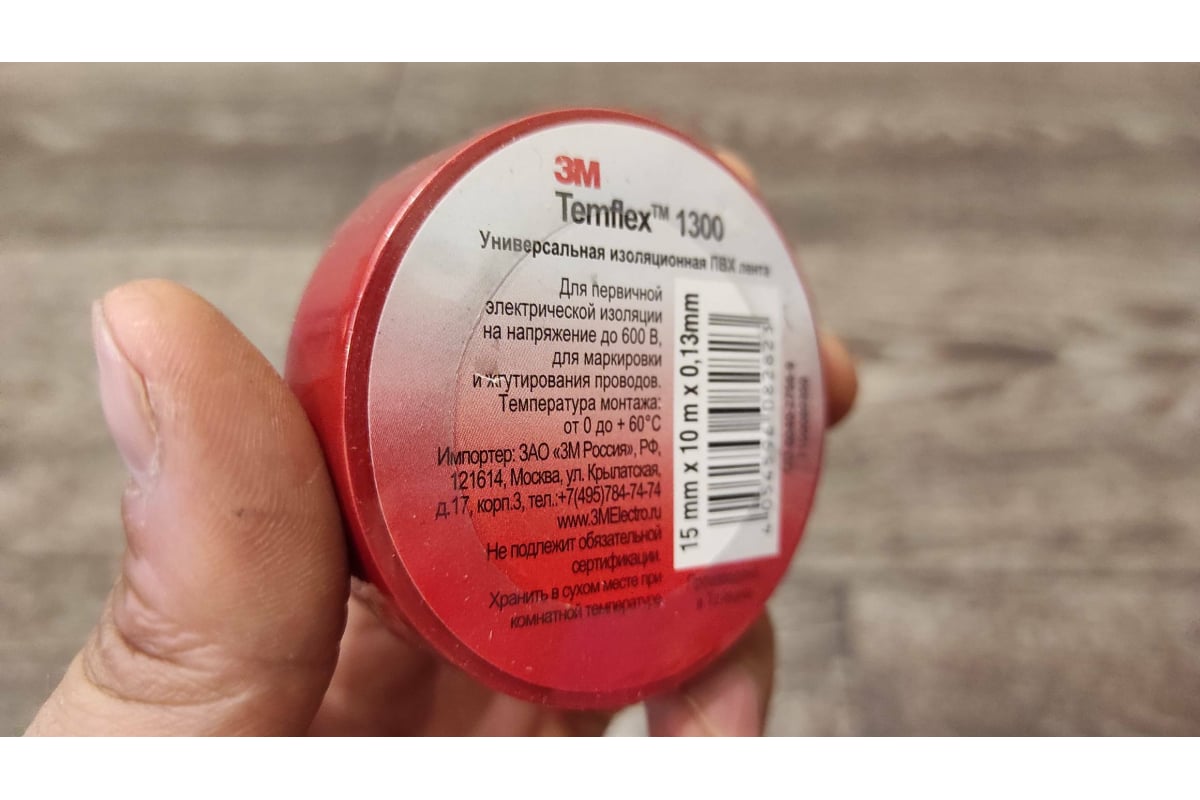 3M
Temflex™ 1300
Универсальная изоляционная ПВХ лента
Для первичной
электрической изоляции
на напряжение до 600 В,
для маркировки
и жгутирования проводов.
Температура монтажа:
от 0 до + 60°C
Импортер: ЗАО «3М Россия», РФ,
121614, Москва, ул. Крылатская,
д.17, корп.3, тел.:+7(495)784-74-74
www.3MElectro.ru
Не подлежит обязательной
сертификации.
Хранить в сухом месте при
комнатной температуре
15 mm x 10 m x 0,13mm